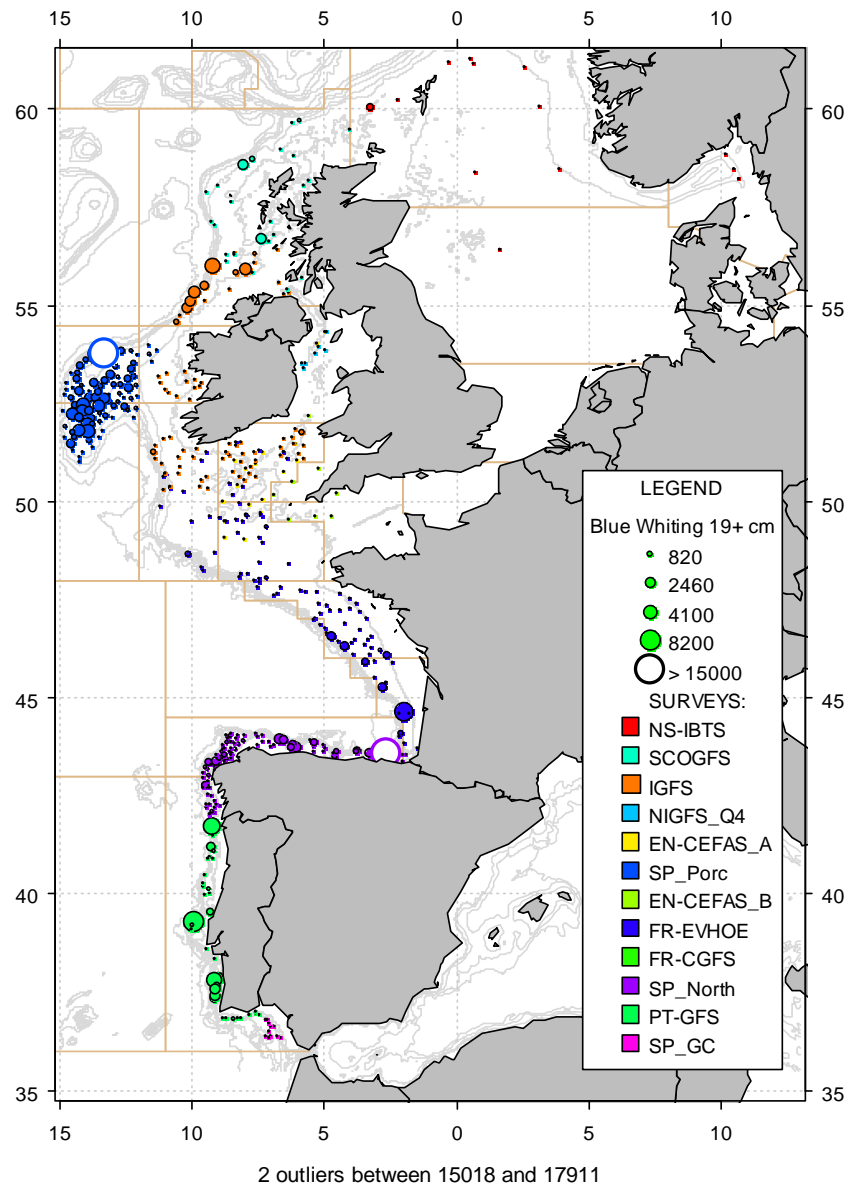 15 10 5 0 5 10
60 60
55 55
50 50
LEGEND
Blue Whiting 19+ cm
820
2460
4100
8200
> 15000
SURVEYS:
NS-IBTS
SCOGFS
IGFS
NIGFS_Q4
EN-CEFAS_A
SP_Porc
EN-CEFAS_B
FR-EVHOE
FR-CGFS
SP_North
PT-GFS
SP_GC
45 45
40 40
35 35
15 10 5 0 5 10
2 outliers between 15018 and 17911